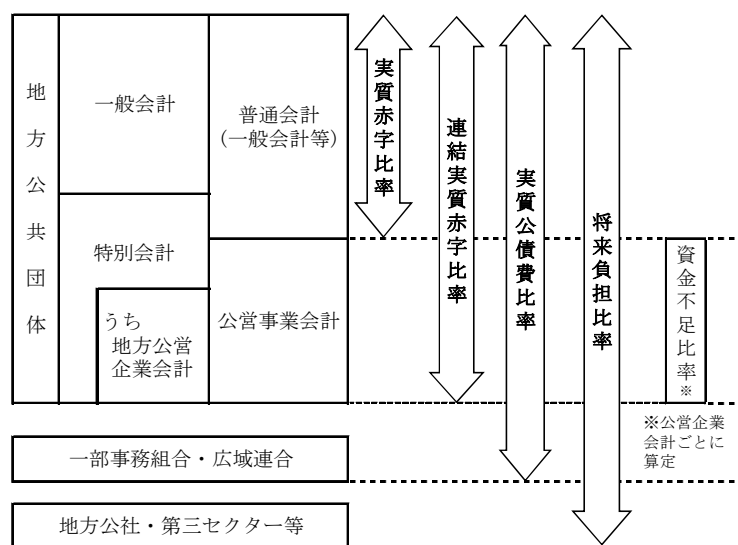 地方公共団体
一般会計
特別会計
うち
地方公営
企業会計
普通会計
(一般会計等)
公営事業会計
一部事務組合・広域連合
地方公社・第三セクター等
実質赤字比率
連結実質赤字比率
実質公債費比率
将来負担比率
資金不足比率※
※公営企業
会計ごとに
算定